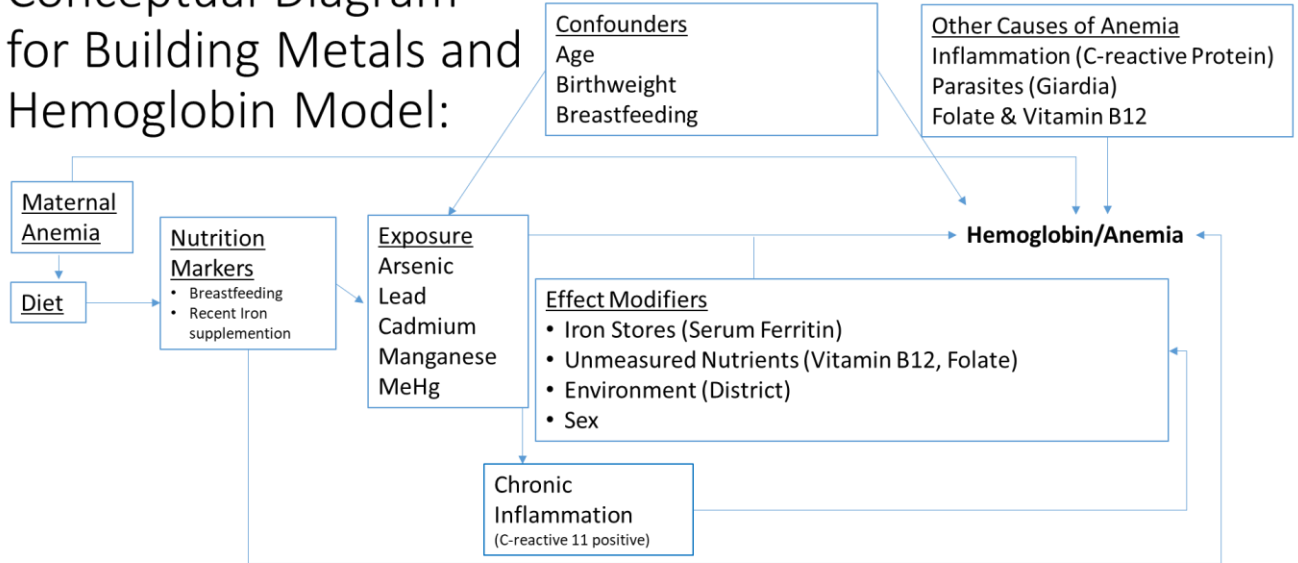 Conceptual Diagram
for Building Metals and
Hemoglobin Model:
Confounders
Age
Birthweight
Breastfeeding
Other Causes of Anemia
Inflammation (C-reactive Protein)
Parasites (Giardia)
Folate & Vitamin B12
Maternal
Anemia
Diet
Nutrition
Markers
• Breastfeeding
• Recent Iron
supplemention
Exposure
Arsenic
Lead
Cadmium
Manganese
MeHg
Hemoglobin/Anemia
Effect Modifiers
• Iron Stores (Serum Ferritin)
• Unmeasured Nutrients (Vitamin B12, Folate)
• Environment (District)
• Sex
Chronic
Inflammation
(C-reactive 11 positive)